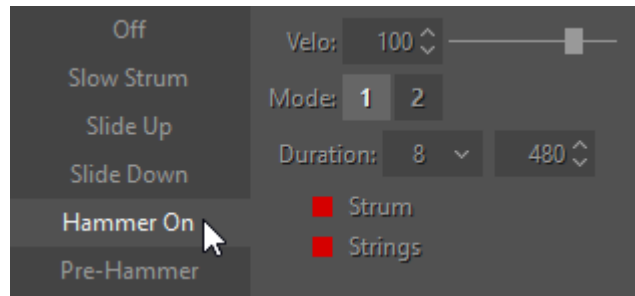 Off
Slow Strum
Slide Up
Slide Down
Hammer On
Pre-Hammer
Velo: 100
Mode: 1 2
Duration: 8 480
Strum
Strings